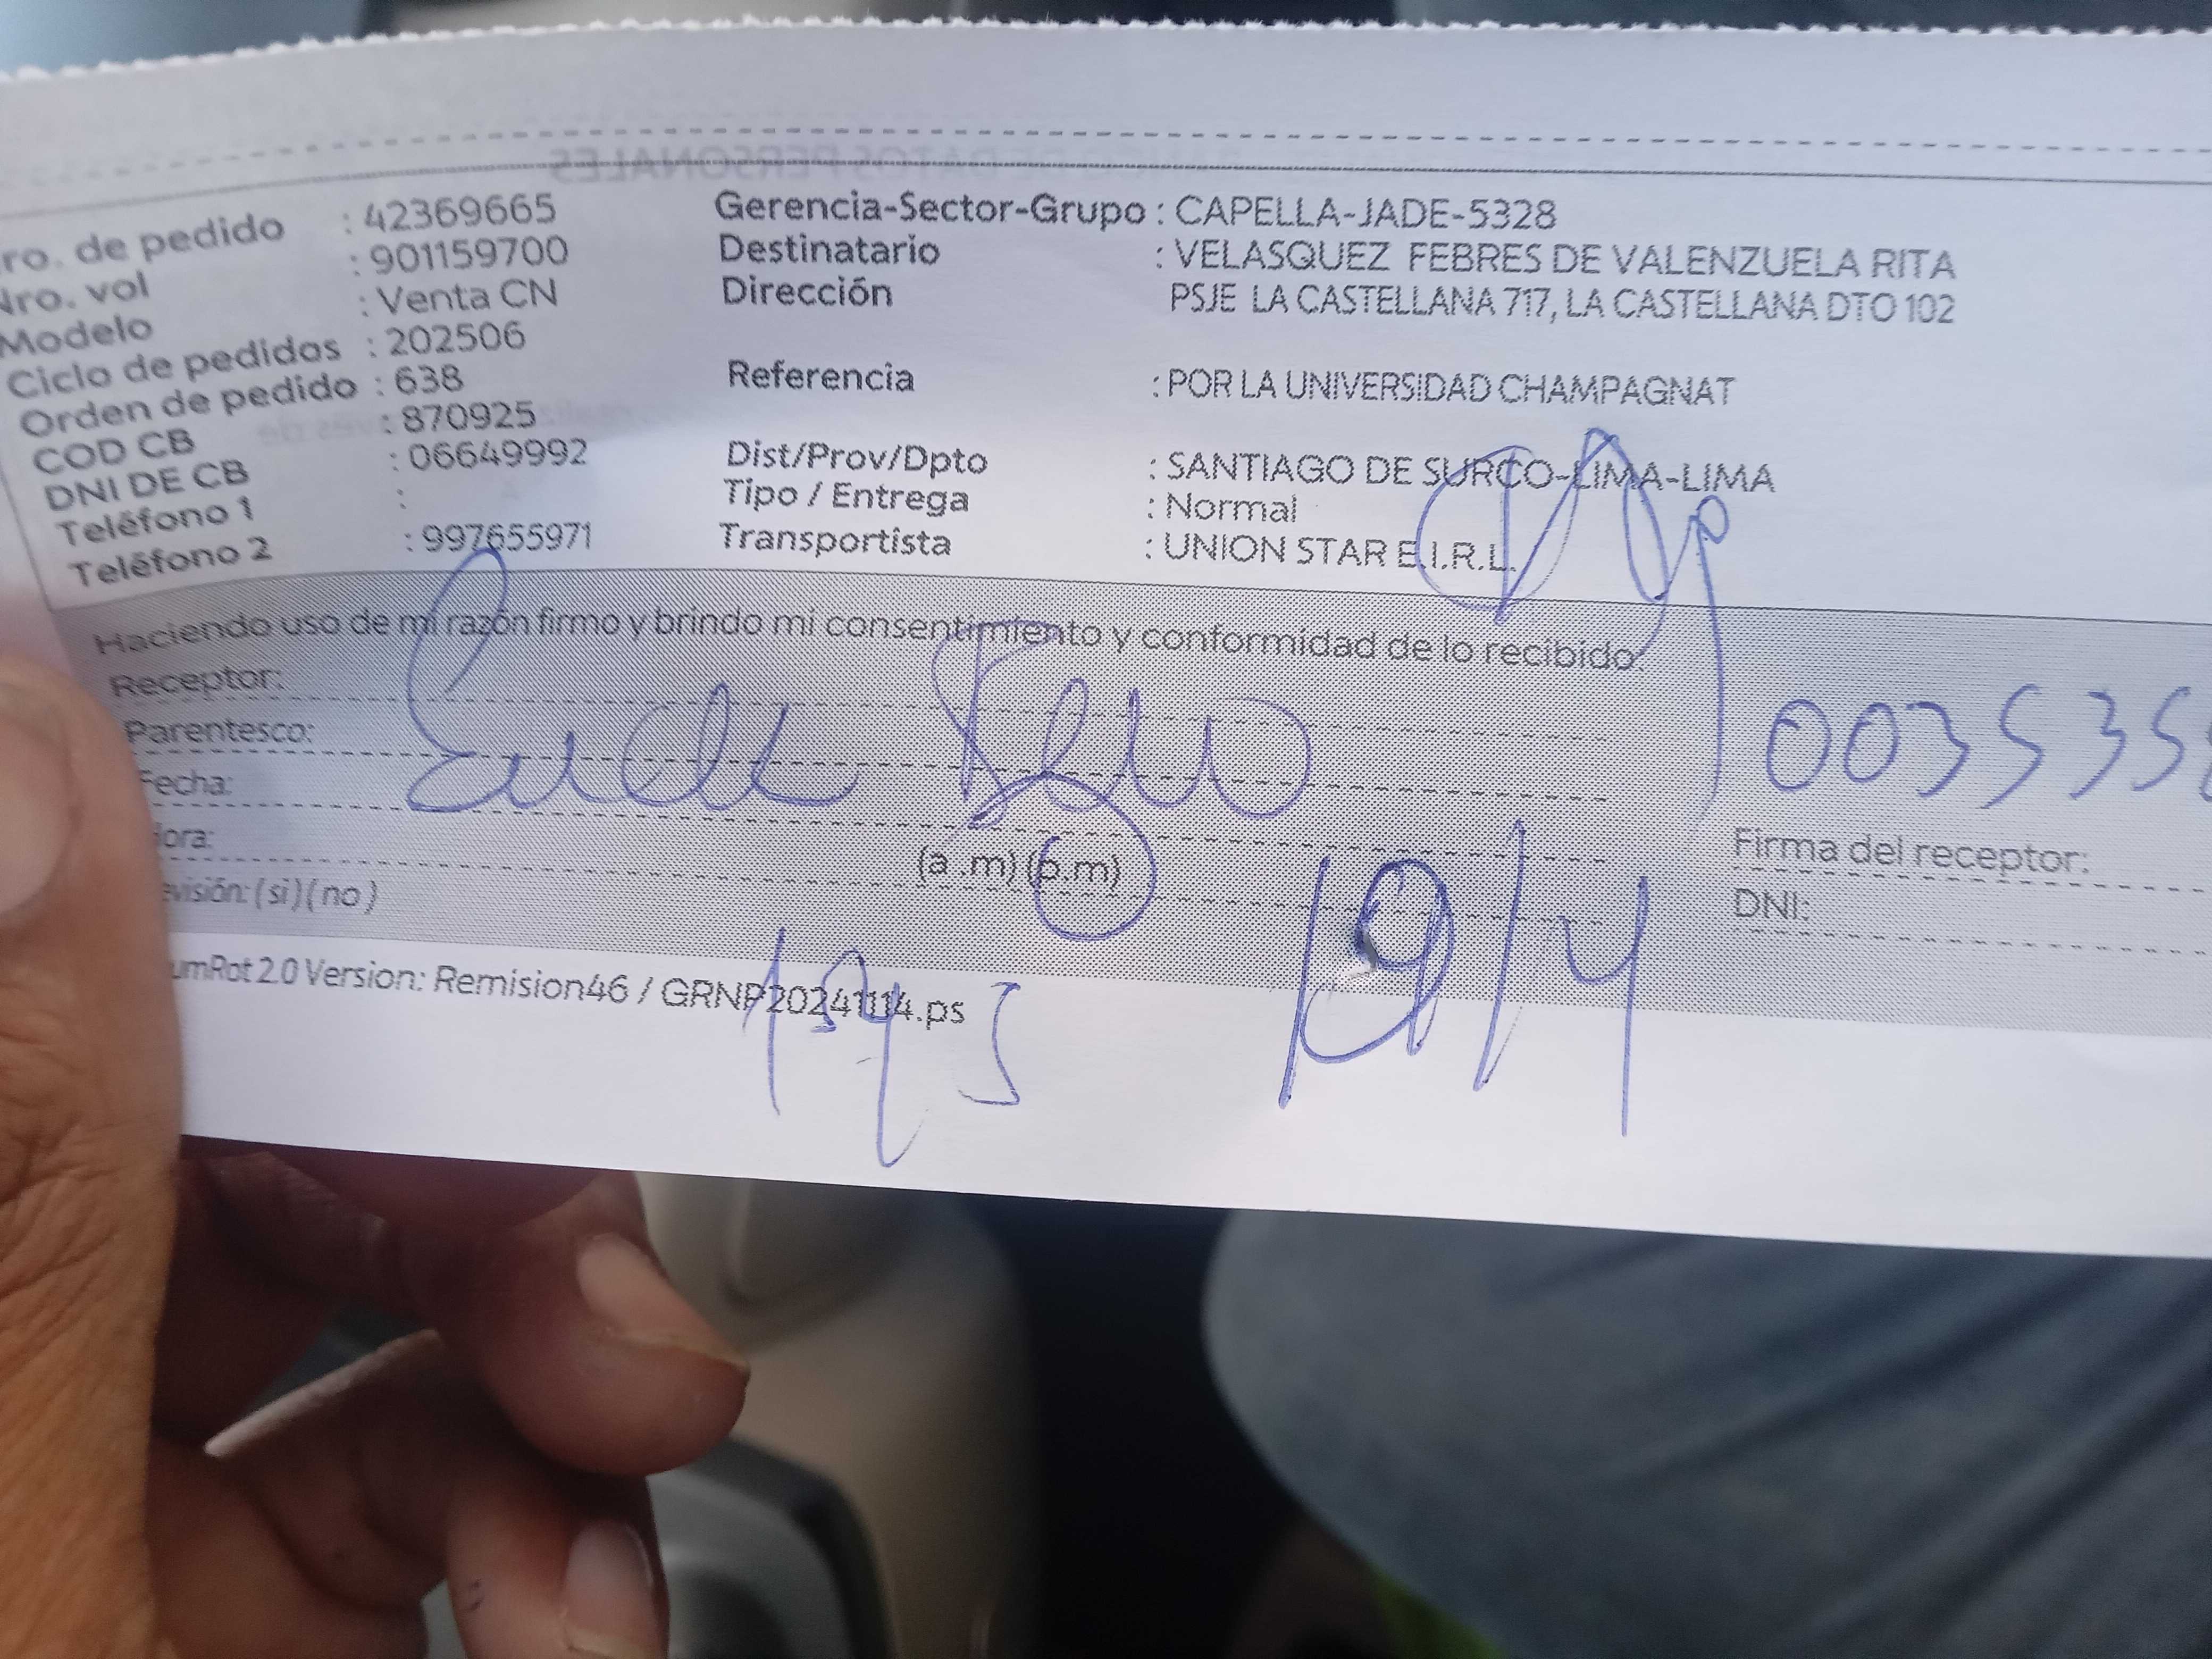 ro. de pedido : 42369665
Nro. vol : 901159700
Modelo : Venta CN
Ciclo de pedidos : 202506
Orden de pedido : 638
COD CB : 870925
DNI DE CB : 06649992
Teléfono 1 :
Teléfono 2 : 997655971
Gerencia-Sector-Grupo : CAPELLA-JADE-5328
Destinatario : VELASQUEZ FEBRES DE VALENZUELA RITA
Dirección PSJE LA CASTELLANA 717, LA CASTELLANA DTO 102
Referencia : POR LA UNIVERSIDAD CHAMPAGNAT
Dist/Prov/Dpto : SANTIAGO DE SURCO-LIMA-LIMA
Tipo / Entrega : Normal
Transportista : UNION STAR E.I.R.L.
Haciendo uso de mi razón firmo y brindo mi consentimiento y conformidad de lo recibido.
Receptor:
Parentesco:
0035358
Fecha:
Hora: (a.m) (p.m)
Firma del receptor:
evisión: (si) (no)
DNI:
umRot 2.0 Version: Remision46 / GRNP20241114.ps